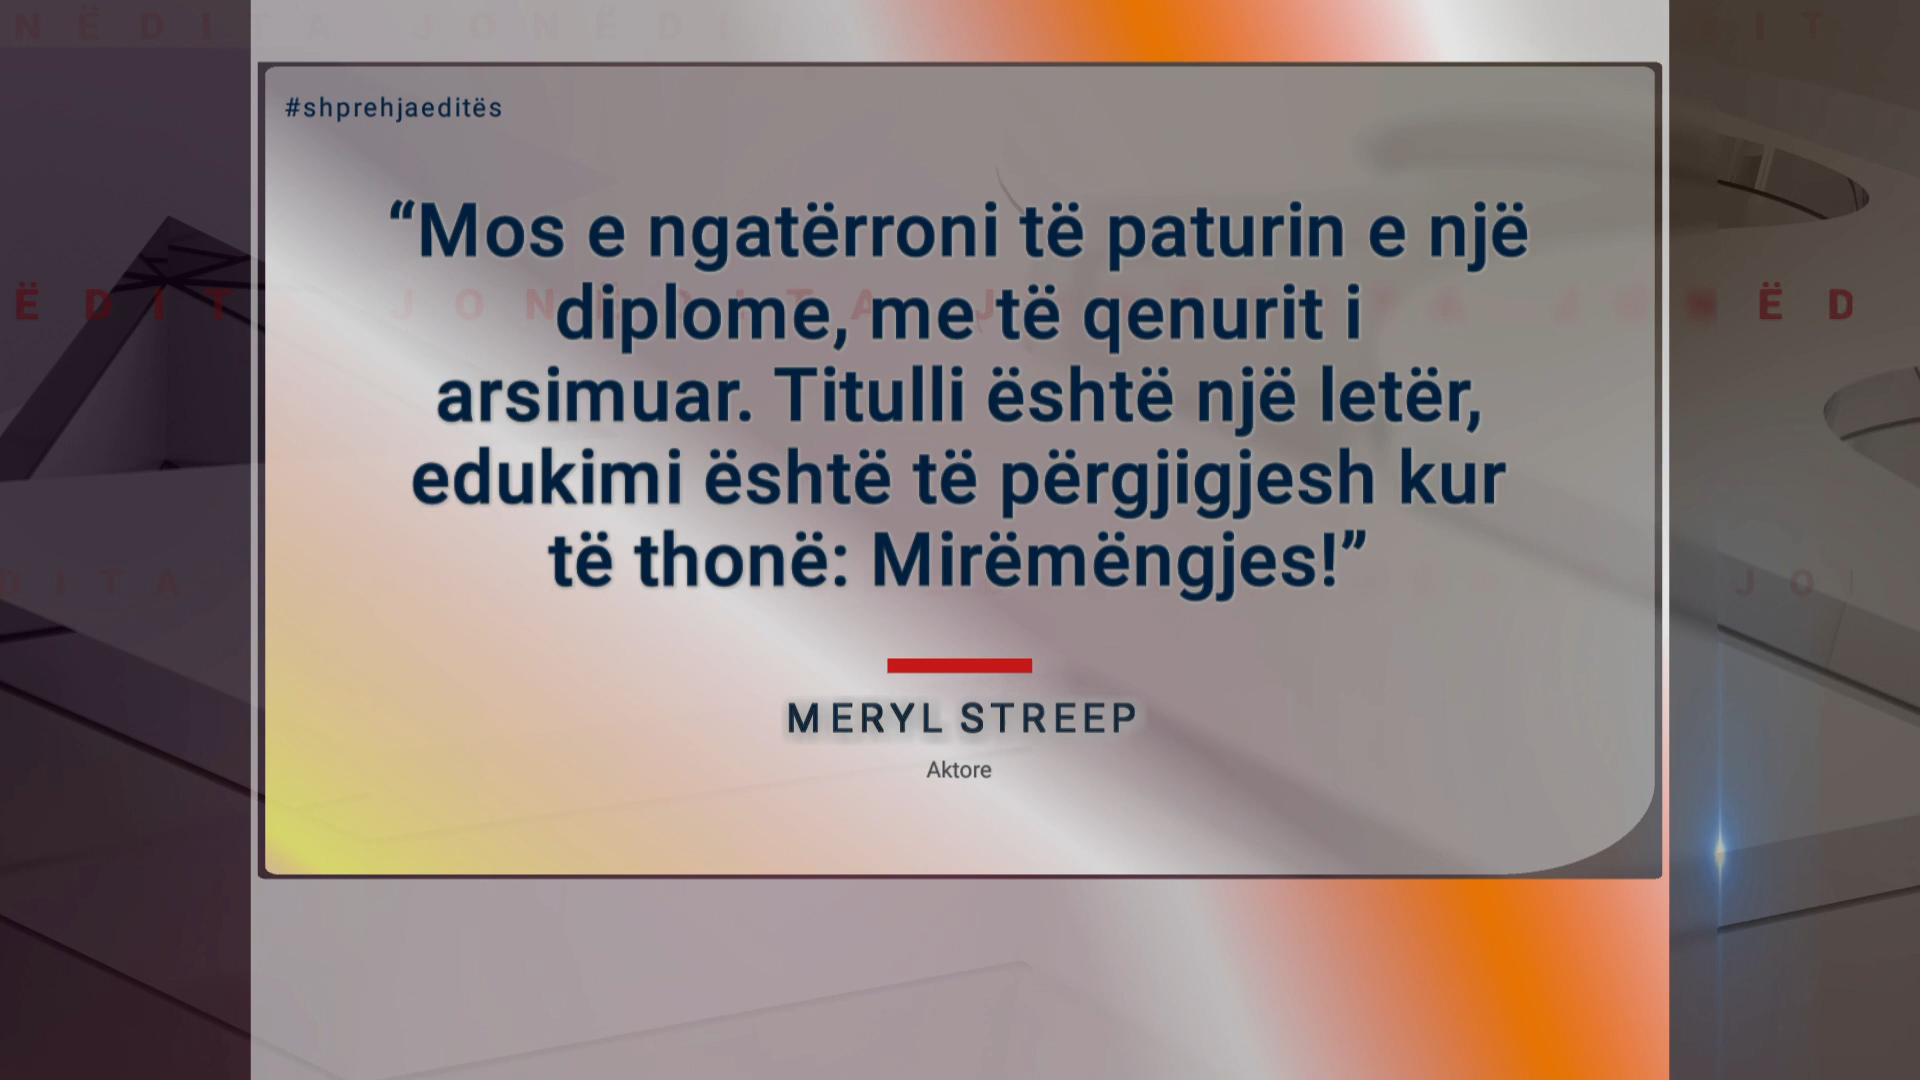 #shprehjaeditës
“Mos e ngatërroni të paturin e një
diplome, me të qenurit i
arsimuar. Titulli është një letër,
edukimi është të përgjigjesh kur
të thonë: Mirëmëngjes!”
MERYL STREEP
Aktore